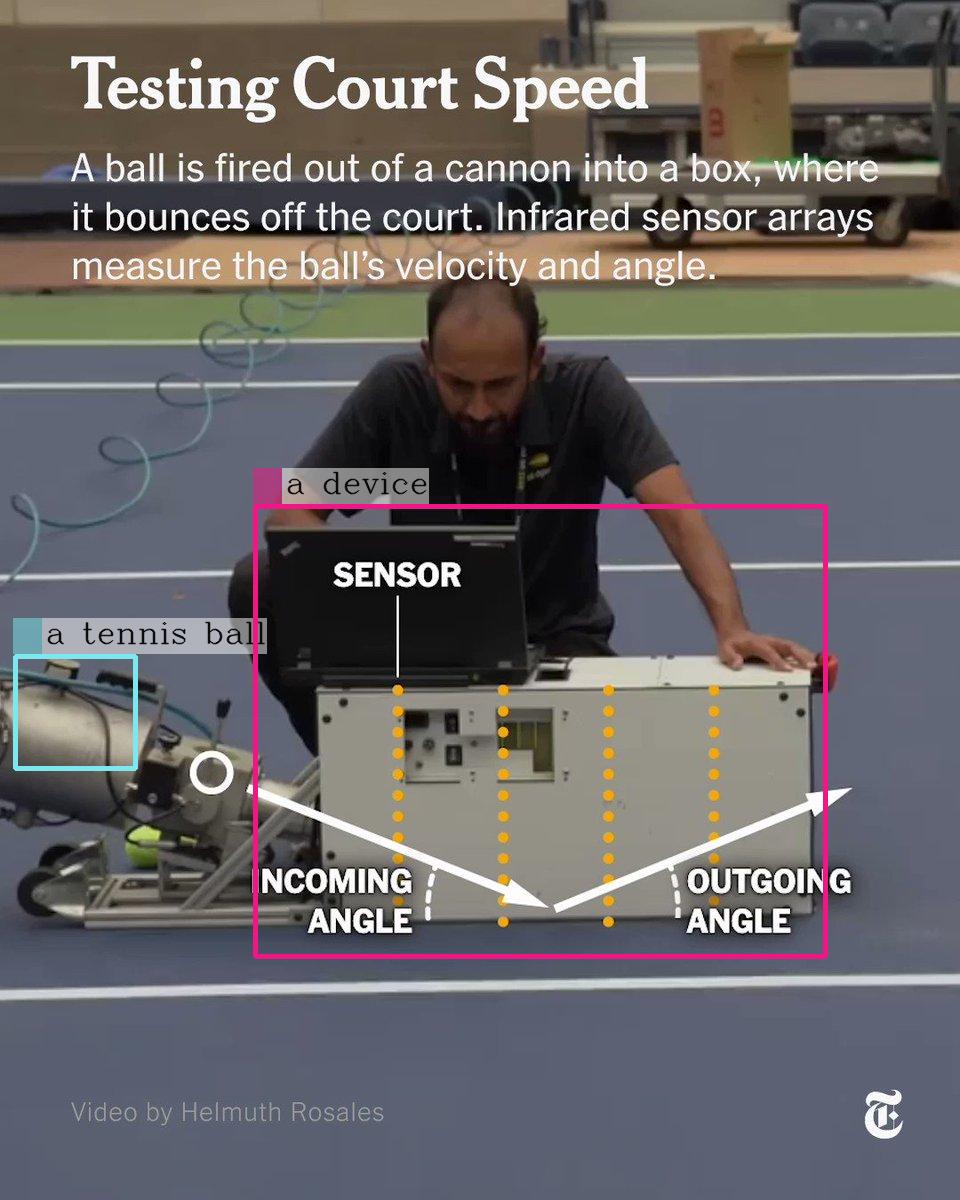 Testing Court Speed
A ball is fired out of a cannon into a box, where
it bounces off the court. Infrared sensor arrays
measure the ball's velocity and angle.
a device
SENSOR
a tennis ball
INCOMING
ANGLE
OUTGOING
ANGLE
Video by Helmuth Rosales